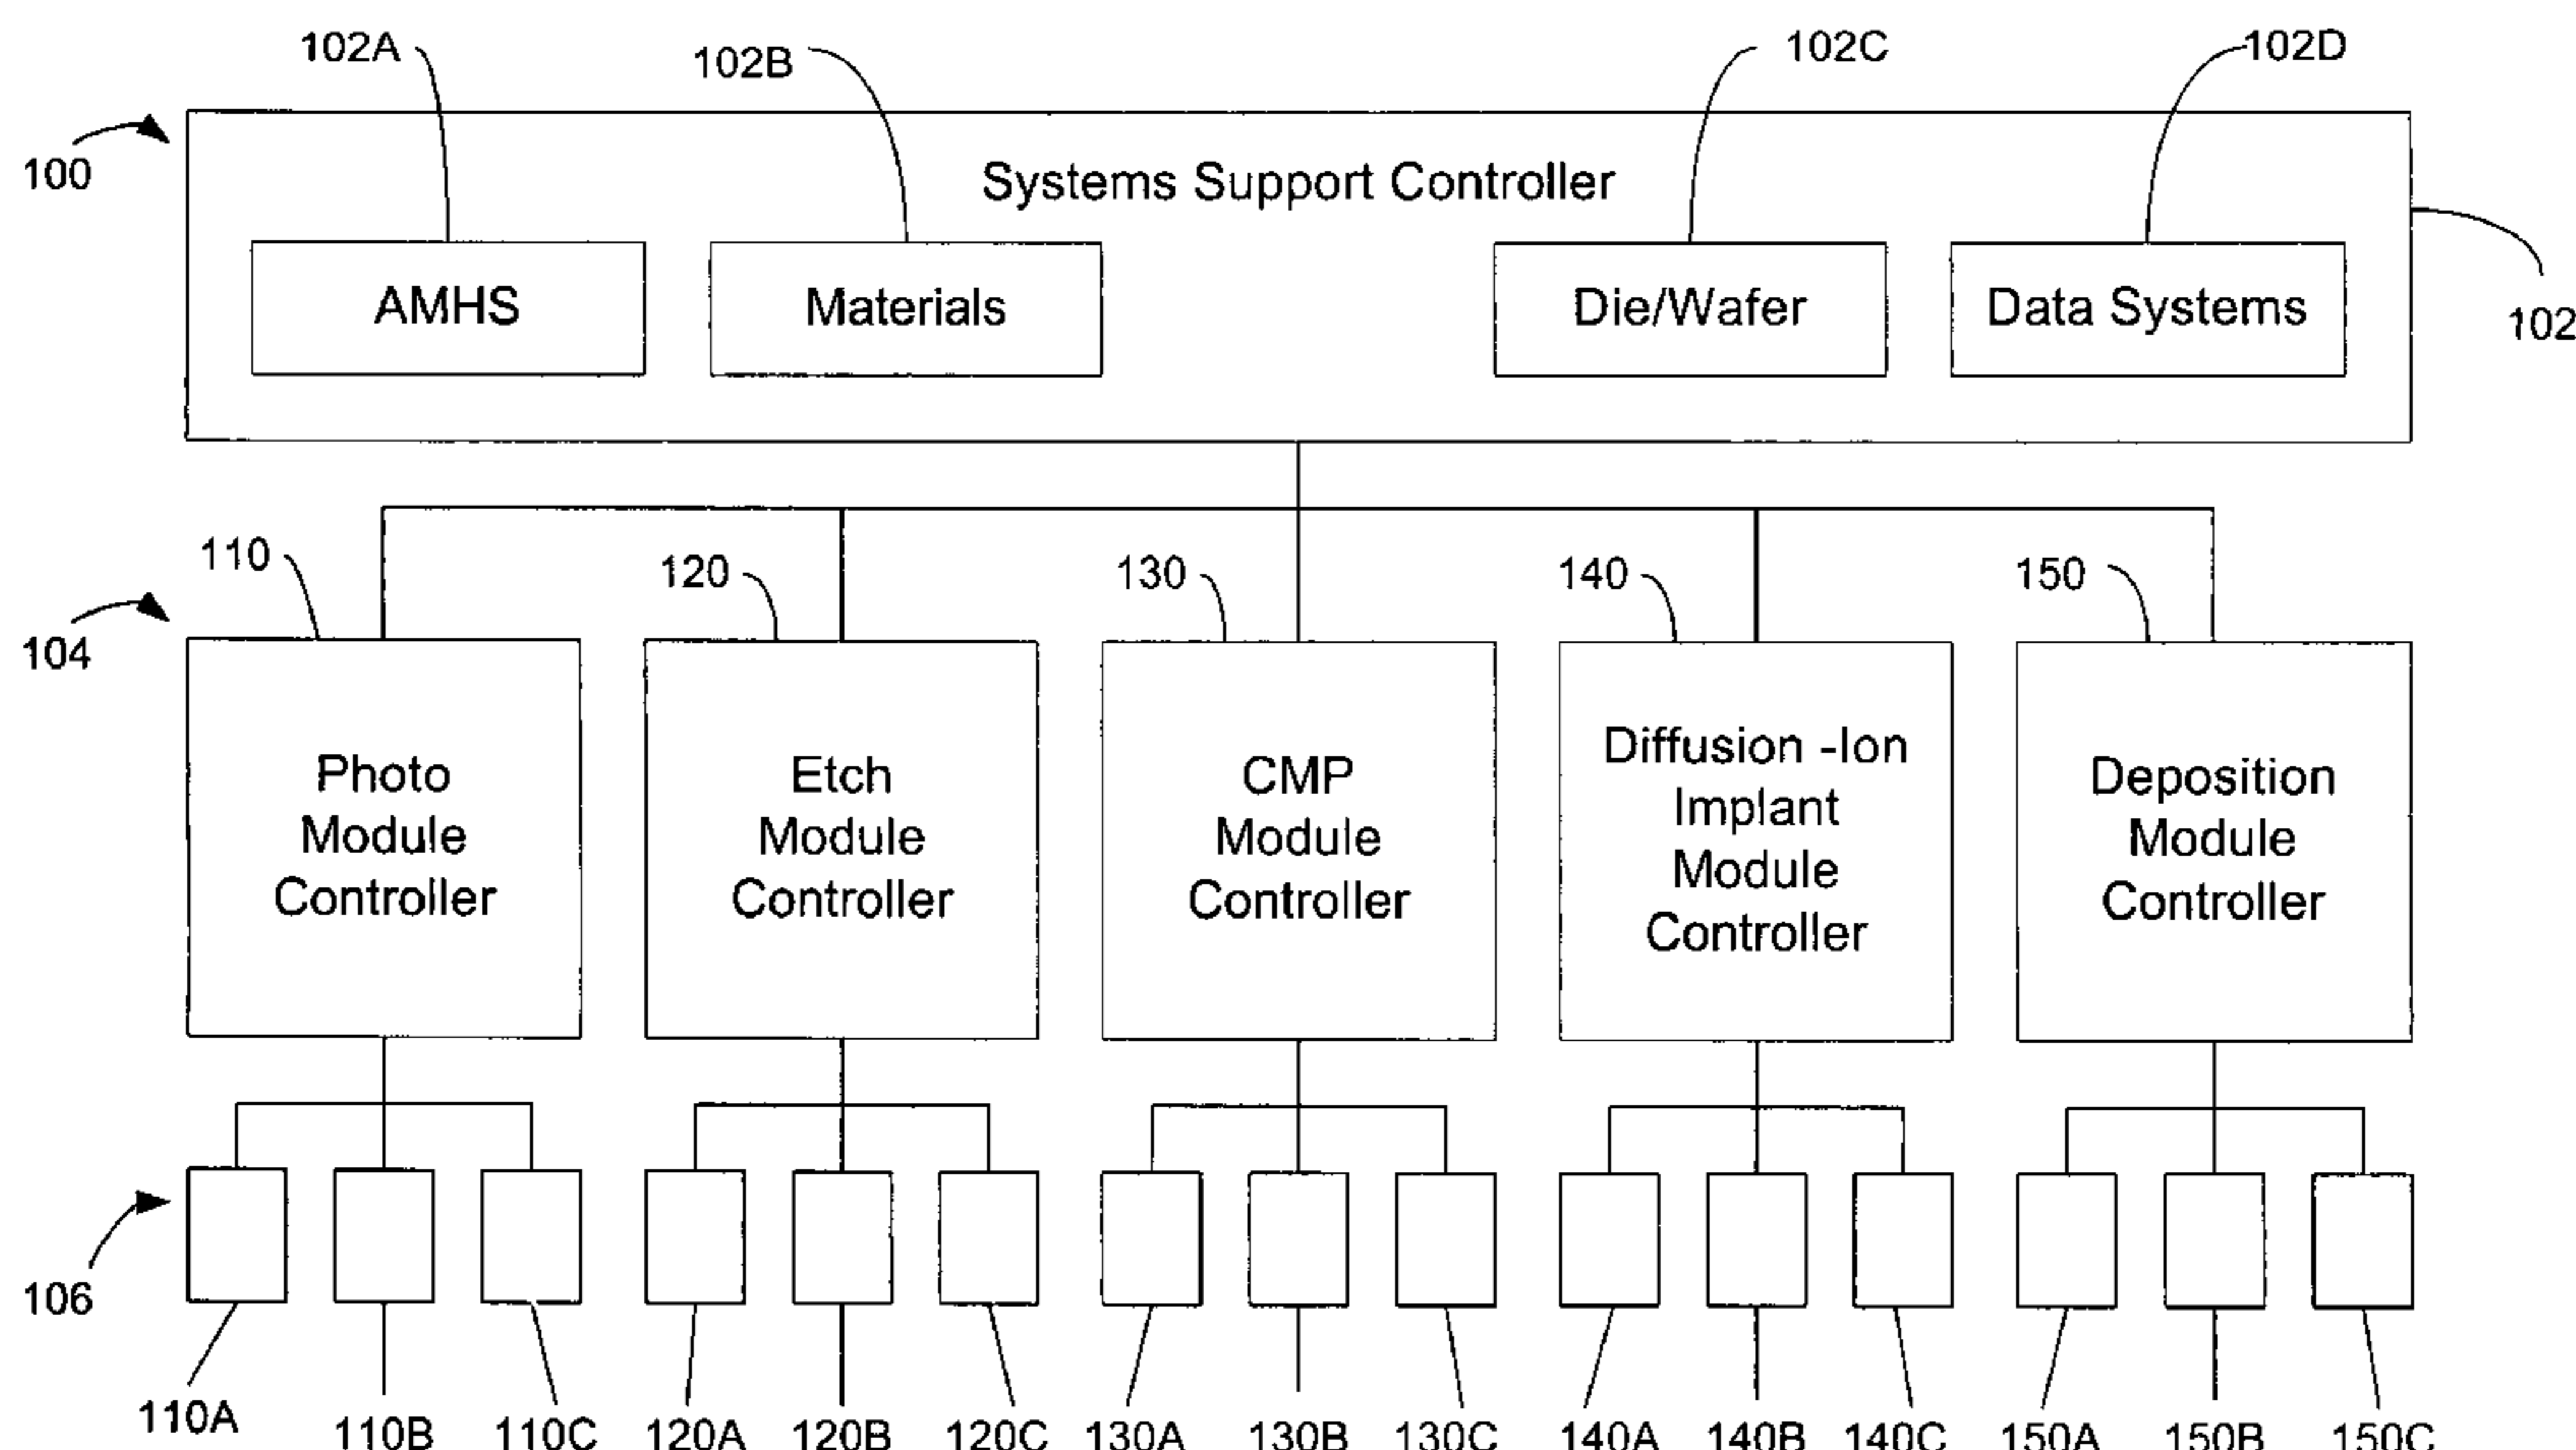 102A
102B
102C
102D
100
Systems Support Controller
AMHS
Materials
Die/Wafer
Data Systems
102
110
120
130
140
150
104
Photo
Module
Controller
Etch
Module
Controller
CMP
Module
Controller
Diffusion -Ion
Implant
Module
Controller
Deposition
Module
Controller
106
110A
110B
110C
120A
120B
120C
130A
130B
130C
140A
140B
140C
150A
150B
150C